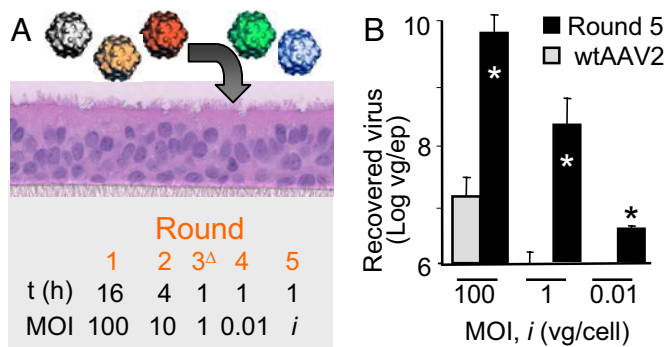 A
Round
1 2 3Δ 4 5
t (h) 16 4 1 1 1
MOI 100 10 1 0.01 i
B
Round 5
wtAAV2
Recovered virus
(Log vg/ep)
10
8
6
*
*
*
100 1 0.01
MOI, i (vg/cell)